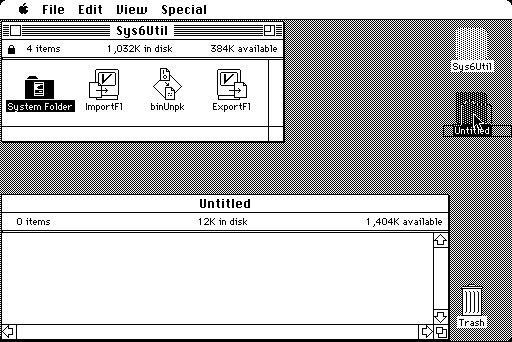 File Edit View Special
Sys6Util
4 items 1,032K in disk 384K available
System Folder ImportFl binUnpk ExportFl
Sys6Util
Untitled
Untitled
0 items 12K in disk 1,404K available
Trash